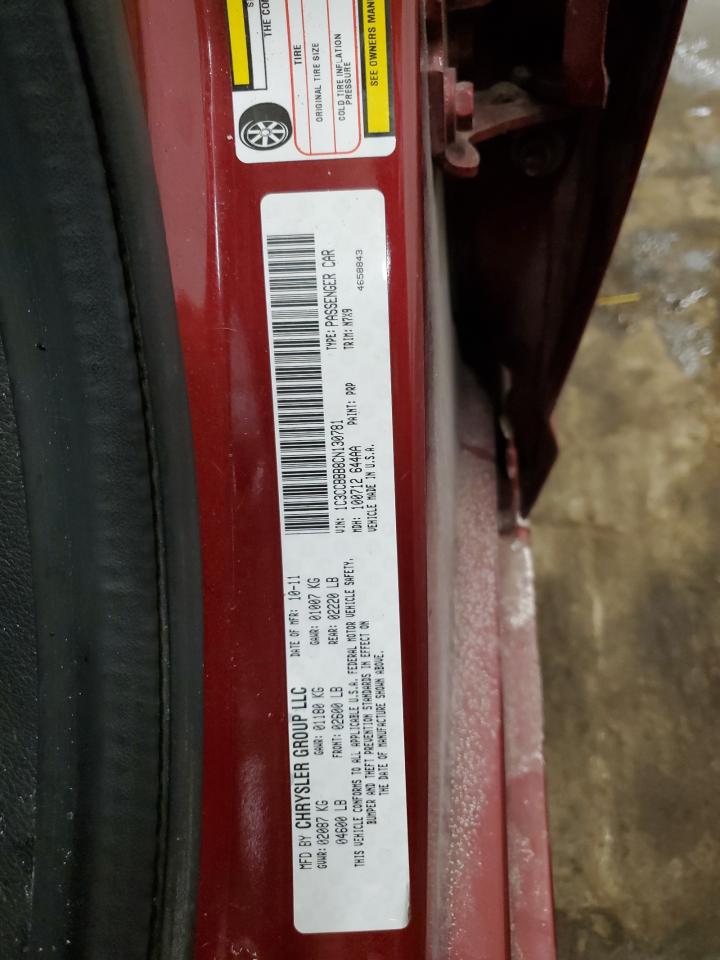 THE CO
TIRE
ORIGINAL TIRE SIZE
COLD TIRE INFLATION
PRESSURE
SEE OWNERS MAN
MFD BY CHRYSLER GROUP LLC
DATE OF MFR: 10-11
GVWR: 02087 KG
GAWR: 01180 KG
GAWR: 01007 KG
04600 LB
FRONT: 02600 LB
REAR: 02220 LB
THIS VEHICLE CONFORMS TO ALL APPLICABLE U.S.A. FEDERAL MOTOR VEHICLE SAFETY,
BUMPER AND THEFT PREVENTION STANDARDS IN EFFECT ON
THE DATE OF MANUFACTURE SHOWN ABOVE.
VIN: 1C3CCBBB8CN130781
TYPE: PASSENGER CAR
MDH: 100712 644AA
PAINT: PRP
TRIM: N7X9
VEHICLE MADE IN U.S.A.
4658843